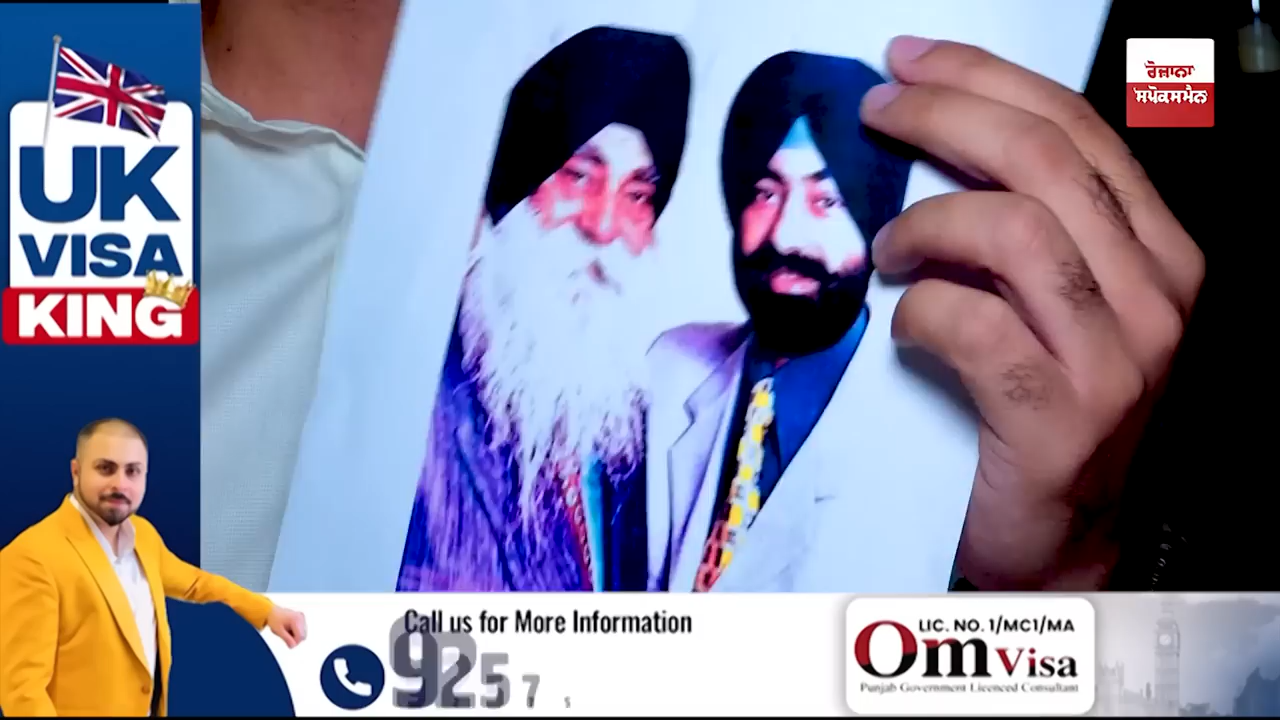 UK
VISA
KING
ਰੋਜ਼ਾਨਾ
ਸਪੋਕਸਮੈਨ
Call us for More Information
9257
LIC. NO. 1/MC1/MA
Om Visa
Punjab Government Licenced Consultant